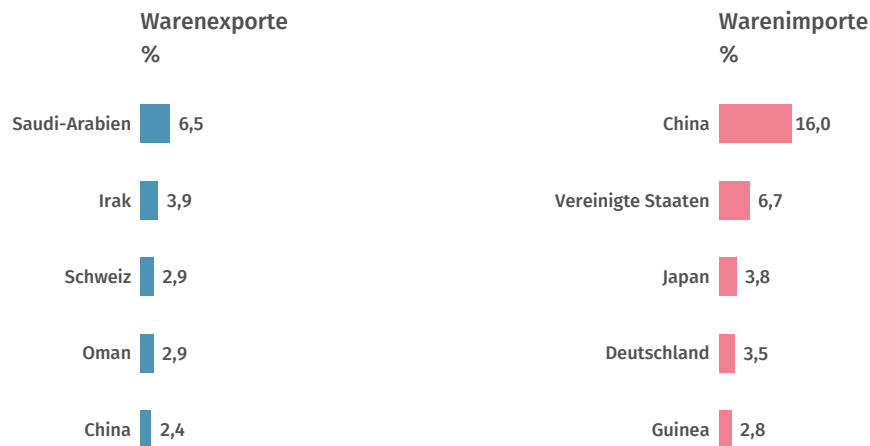 Warenexporte
%
Saudi-Arabien 6,5
Irak 3,9
Schweiz 2,9
Oman 2,9
China 2,4
Warenimporte
%
China 16,0
Vereinigte Staaten 6,7
Japan 3,8
Deutschland 3,5
Guinea 2,8